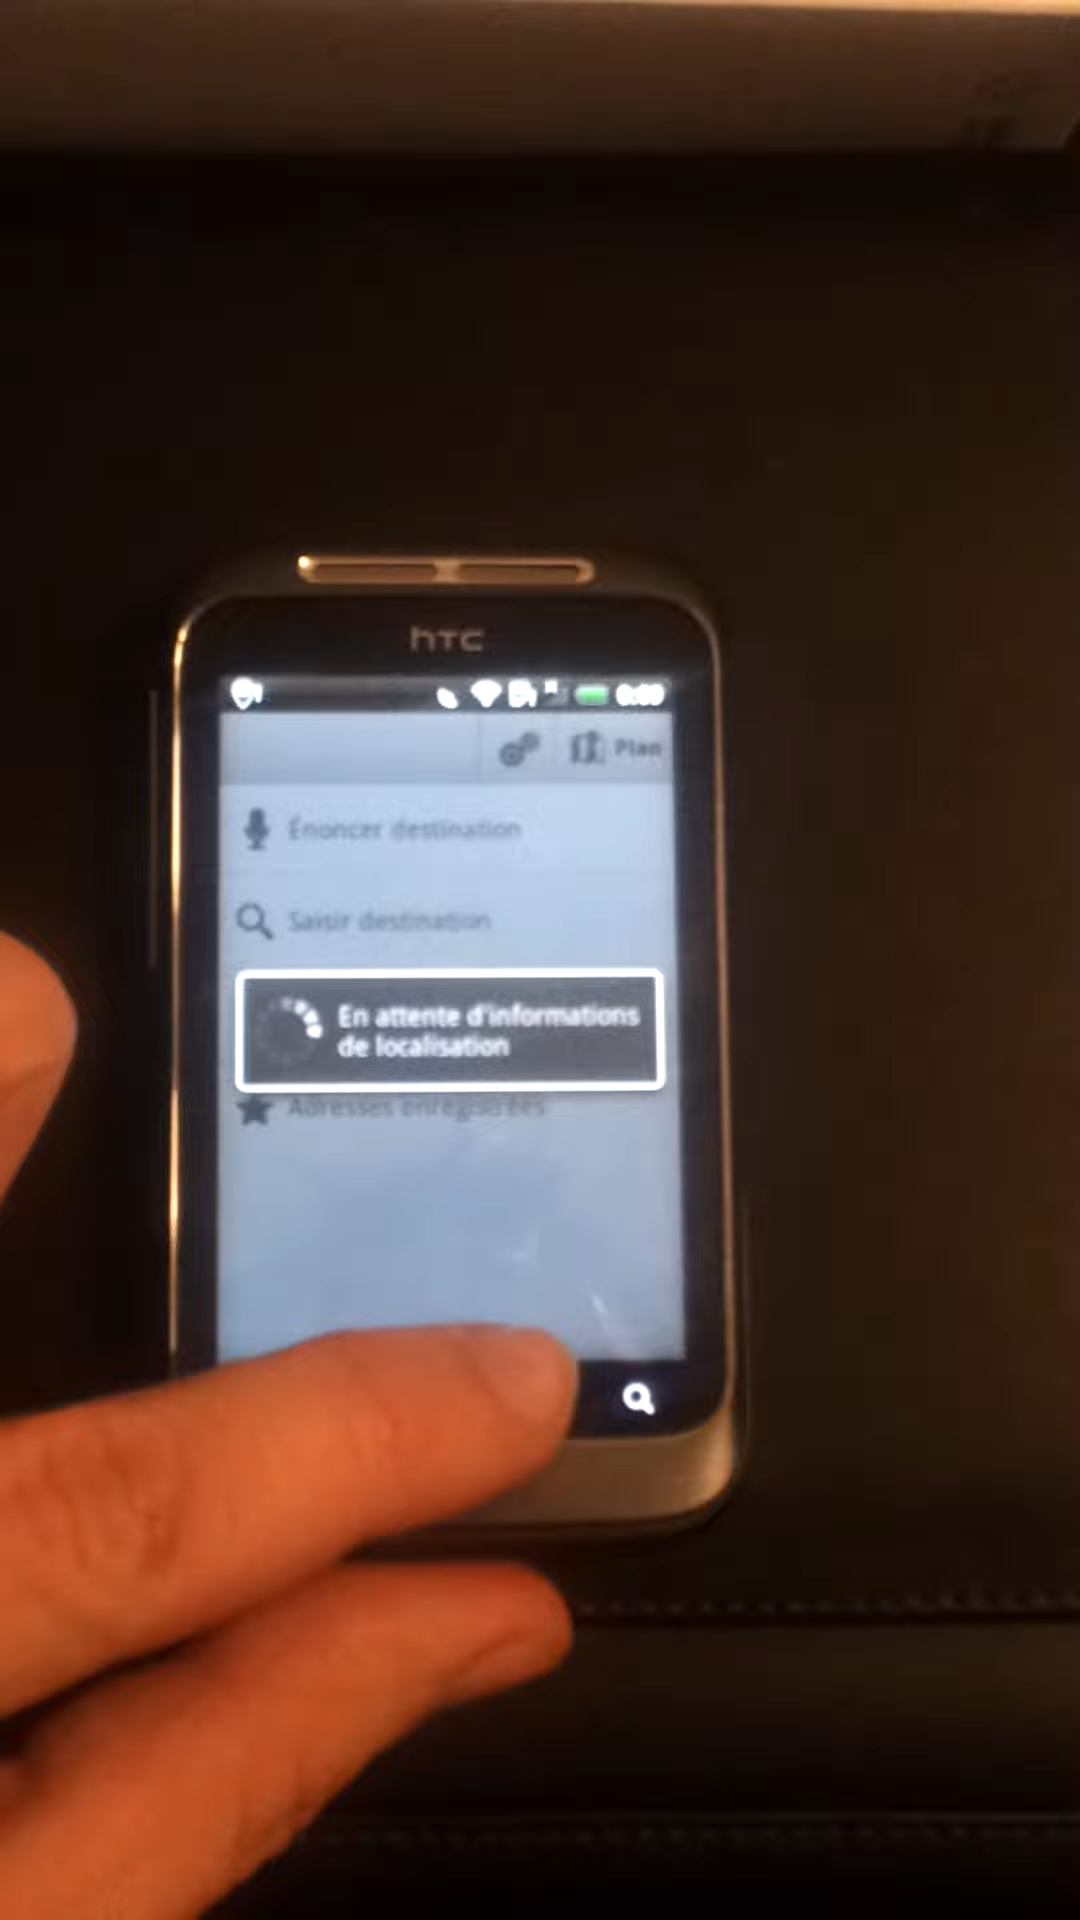 hTC
Plan
Énoncer destination
Saisir destination
En attente d'informations
de localisation
Adresses enregistrées